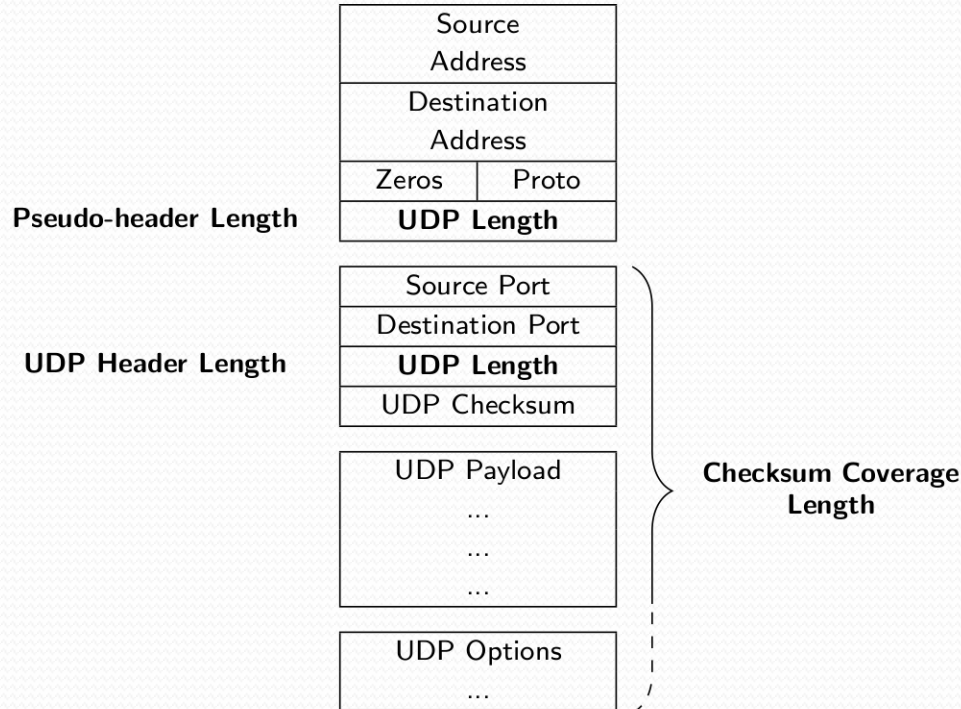 Source
Address
Destination
Address
Zeros Proto
Pseudo-header Length UDP Length
Source Port
Destination Port
UDP Header Length UDP Length
UDP Checksum
UDP Payload
...
...
...
Checksum Coverage
Length
UDP Options
...